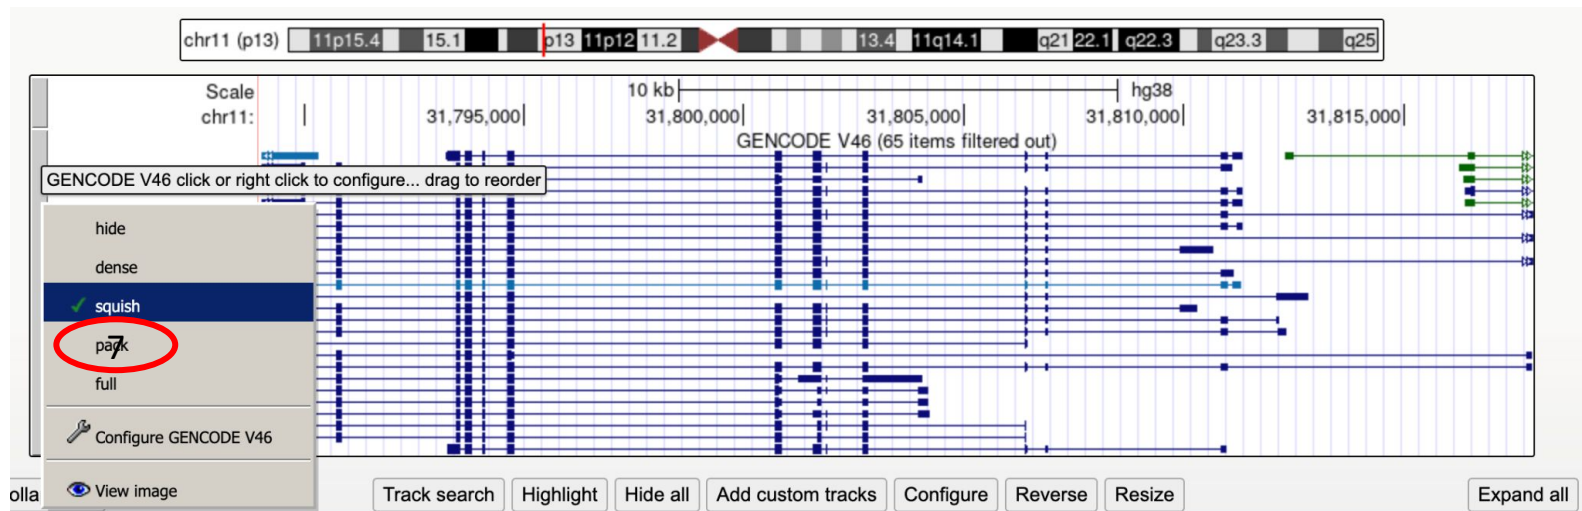 chr11 (p13) 11p15.4 15.1 p13 11p12 11.2 13.4 11q14.1 q21 22.1 q22.3 q23.3 q25
Scale 10 kb hg38
chr11: 31,795,000 31,800,000 31,805,000 31,810,000 31,815,000
GENCODE V46 (65 items filtered out)
GENCODE V46 click or right click to configure... drag to reorder
hide
dense
squish
pack
7
full
Configure GENCODE V46
View image
olla Track search Highlight Hide all Add custom tracks Configure Reverse Resize Expand all